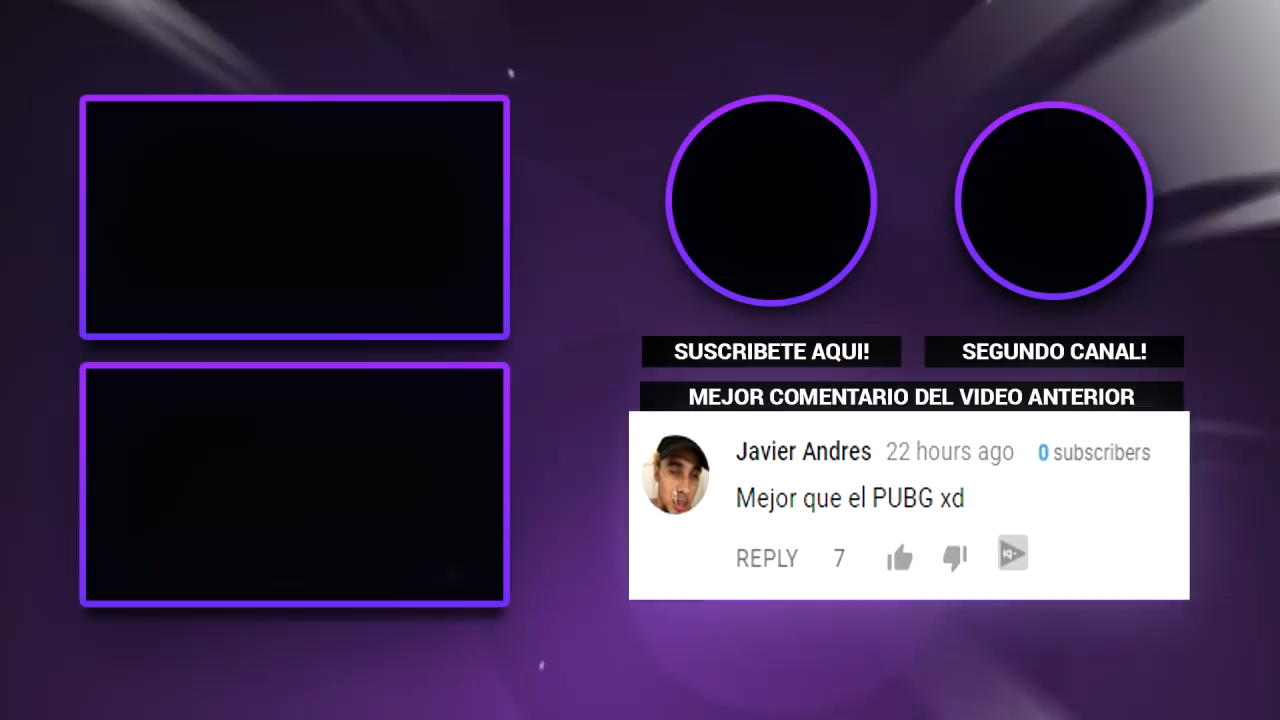 SUSCRIBETE AQUI!
SEGUNDO CANAL!
MEJOR COMENTARIO DEL VIDEO ANTERIOR
Javier Andres 22 hours ago 0 subscribers
Mejor que el PUBG xd
REPLY 7
IQ